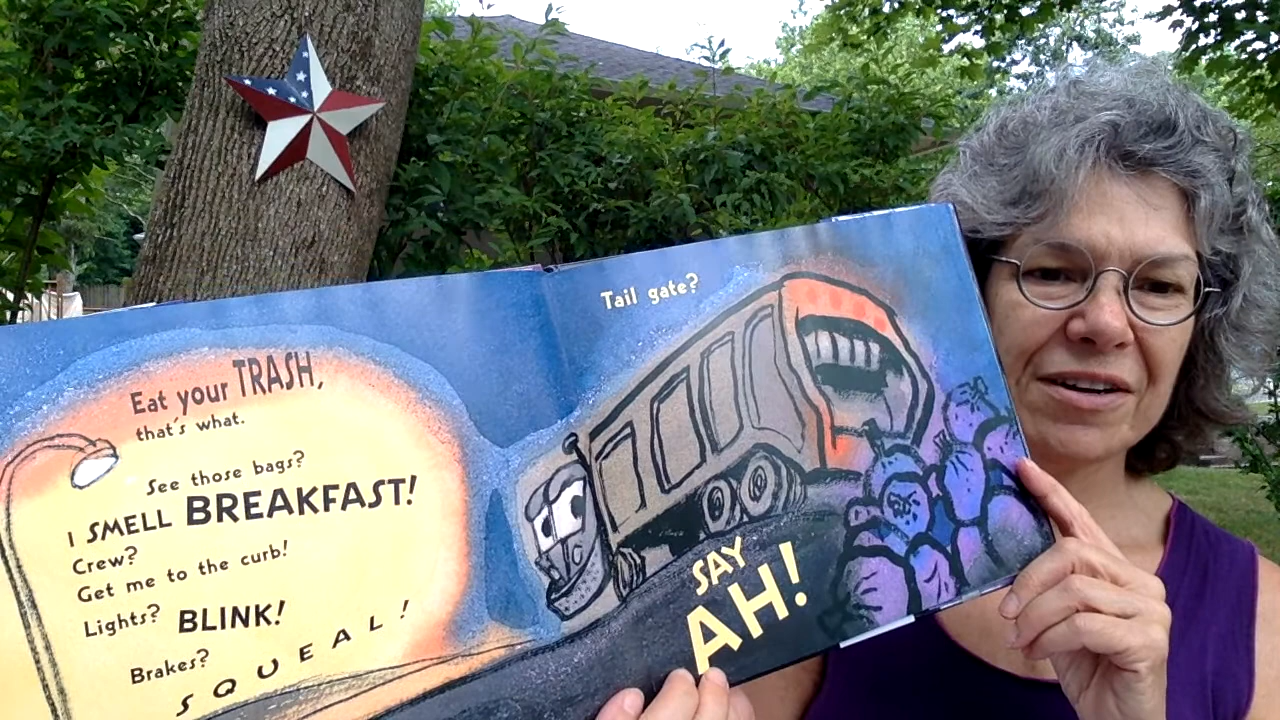 Eat your TRASH,
that's what.
See those bags?
I SMELL BREAKFAST!
Crew?
Get me to the curb!
Lights? BLINK!
Brakes?
SQUEAL!
Tail gate?
SAY
AH!